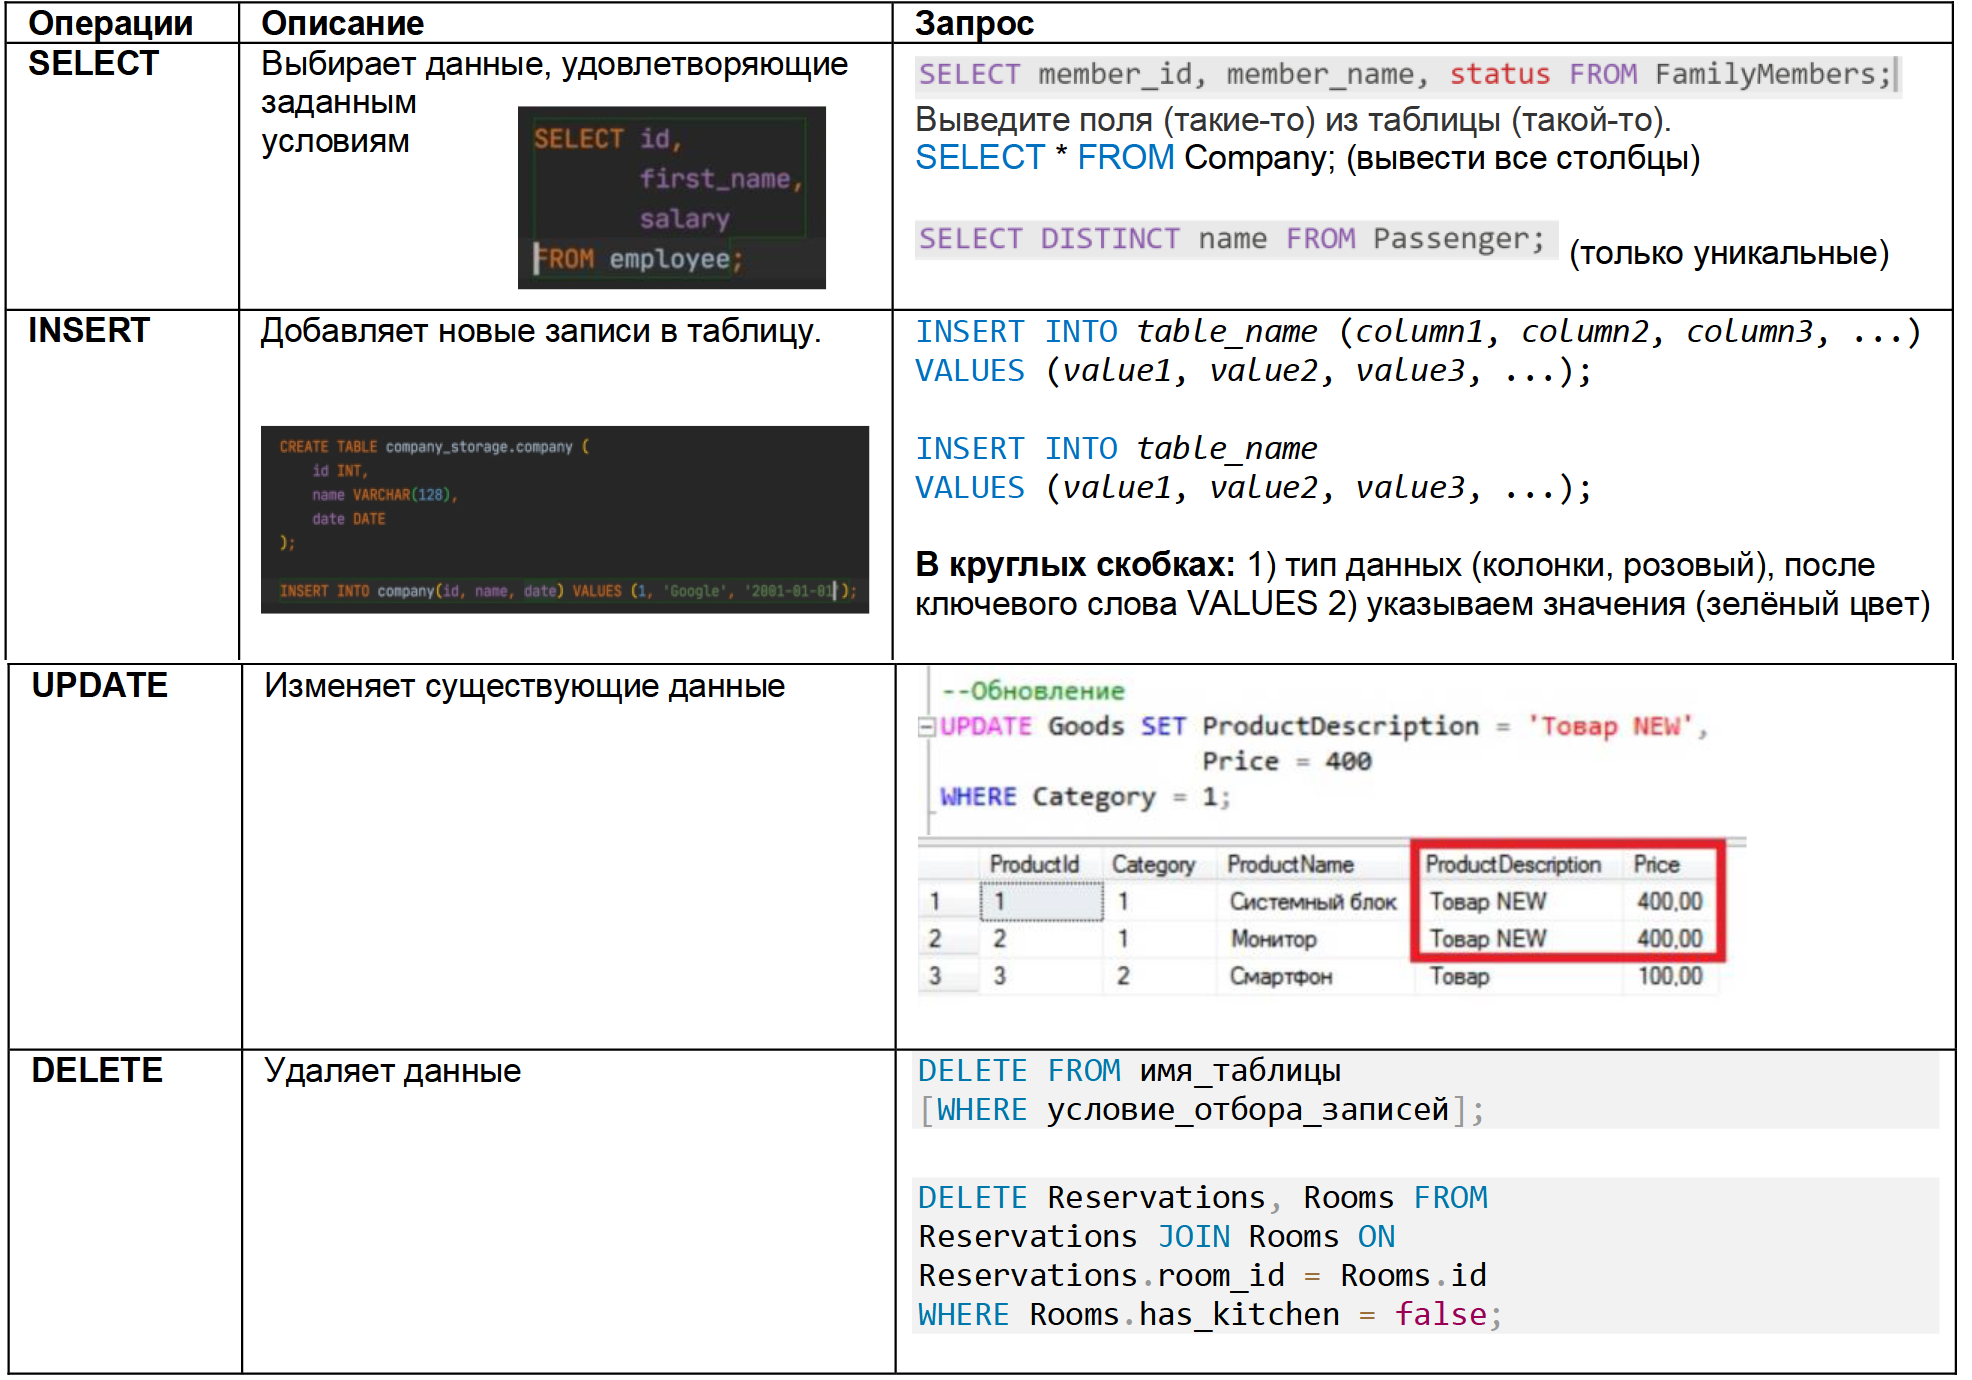 Операции Описание Запрос
SELECT
Выбирает данные, удовлетворяющие
заданным
условиям
SELECT id,
first_name,
salary
FROM employee;
SELECT member_id, member_name, status FROM FamilyMembers;
Выведите поля (такие-то) из таблицы (такой-то).
SELECT * FROM Company; (вывести все столбцы)
SELECT DISTINCT name FROM Passenger; (только уникальные)
INSERT
Добавляет новые записи в таблицу.
CREATE TABLE company_storage.company (
id INT,
name VARCHAR(128),
date DATE
);
INSERT INTO company(id, name, date) VALUES (1, 'Google', '2001-01-01');
INSERT INTO table_name (column1, column2, column3, ...)
VALUES (value1, value2, value3, ...);
INSERT INTO table_name
VALUES (value1, value2, value3, ...);
В круглых скобках: 1) тип данных (колонки, розовый), после
ключевого слова VALUES 2) указываем значения (зелёный цвет)
UPDATE
Изменяет существующие данные
--Обновление
UPDATE Goods SET ProductDescription = 'Товар NEW',
Price = 400
WHERE Category = 1;
ProductId Category ProductName ProductDescription Price
1 1 1 Системный блок Товар NEW 400,00
2 2 1 Монитор Товар NEW 400,00
3 3 2 Смартфон Товар 100,00
DELETE
Удаляет данные
DELETE FROM имя_таблицы
[WHERE условие_отбора_записей];
DELETE Reservations, Rooms FROM
Reservations JOIN Rooms ON
Reservations.room_id = Rooms.id
WHERE Rooms.has_kitchen = false;